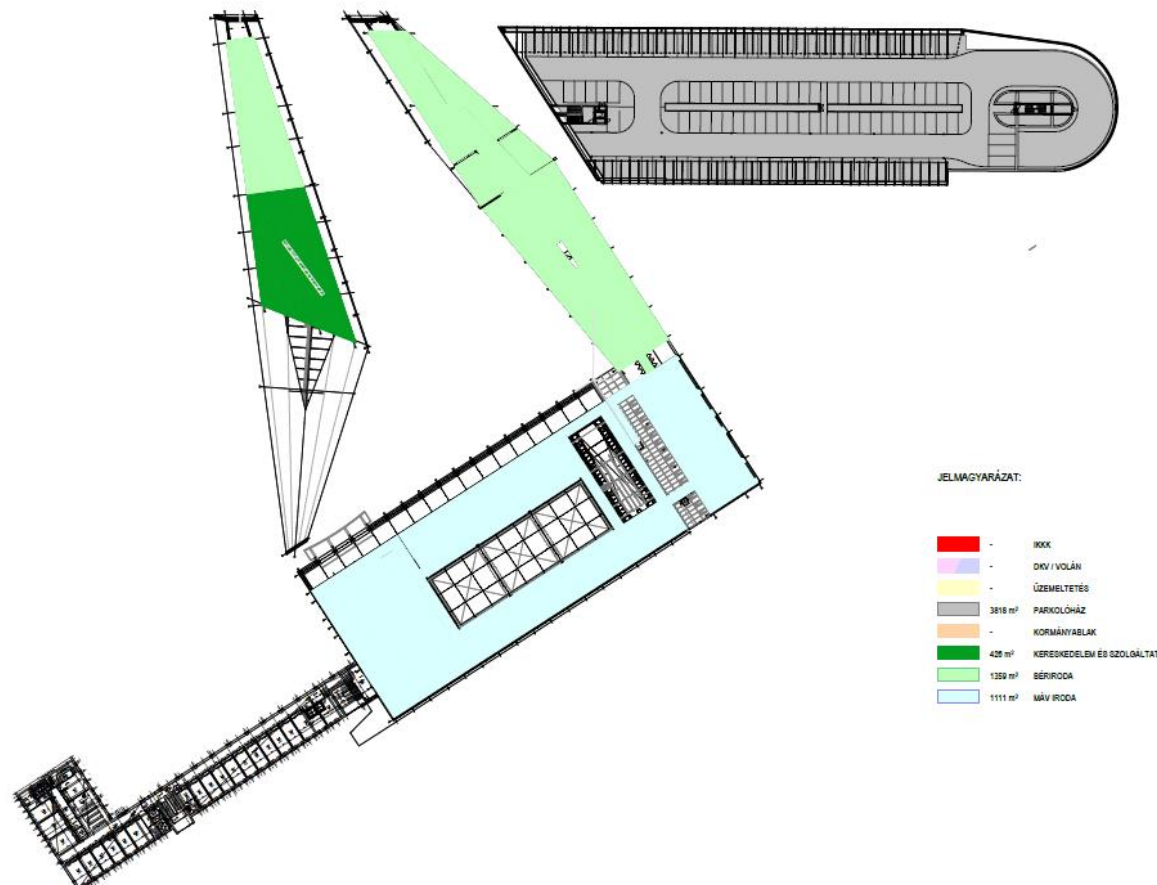 JELMAGYARÁZAT:
- IKKK
- DKV / VOLÁN
- ÜZEMELTETÉS
3818 m² PARKOLÓHÁZ
- KORMÁNYABLAK
426 m² KERESKEDELEM ÉS SZOLGÁLTAT
1359 m² BÉRIRODA
1111 m² MÁV IRODA